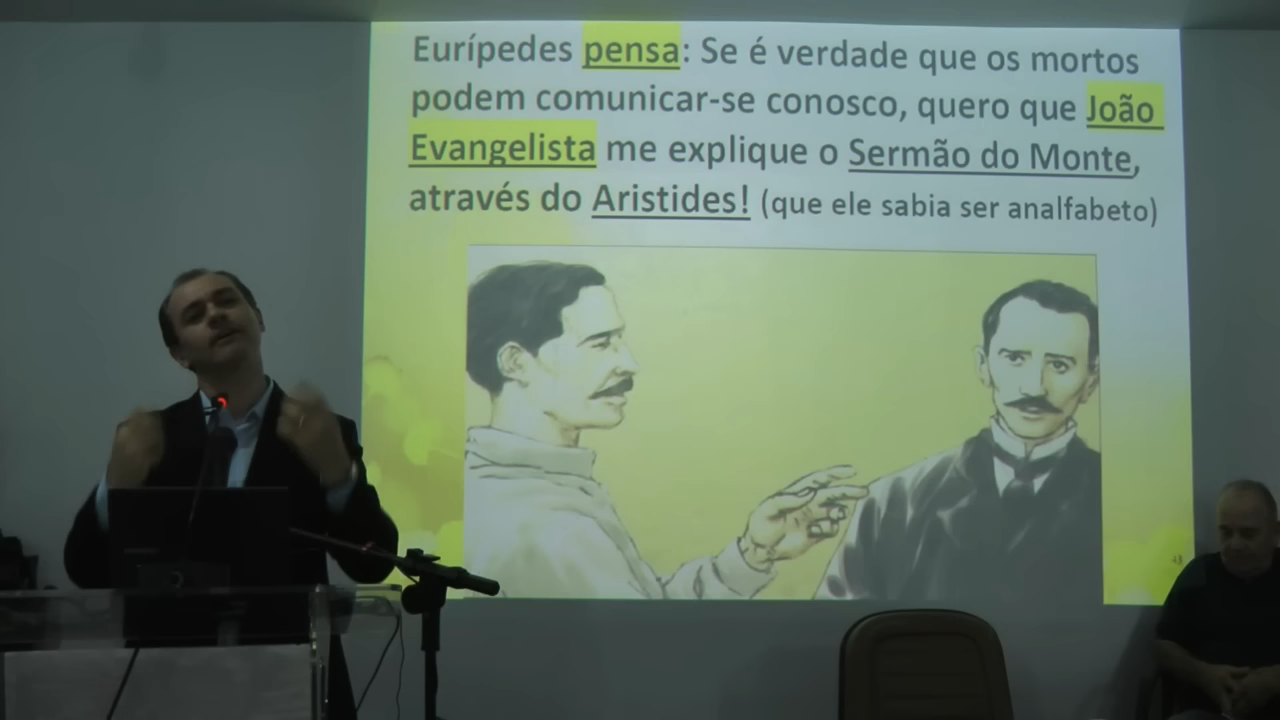 Eurípedes pensa: Se é verdade que os mortos
podem comunicar-se conosco, quero que João
Evangelista me explique o Sermão do Monte,
através do Aristides! (que ele sabia ser analfabeto)
43